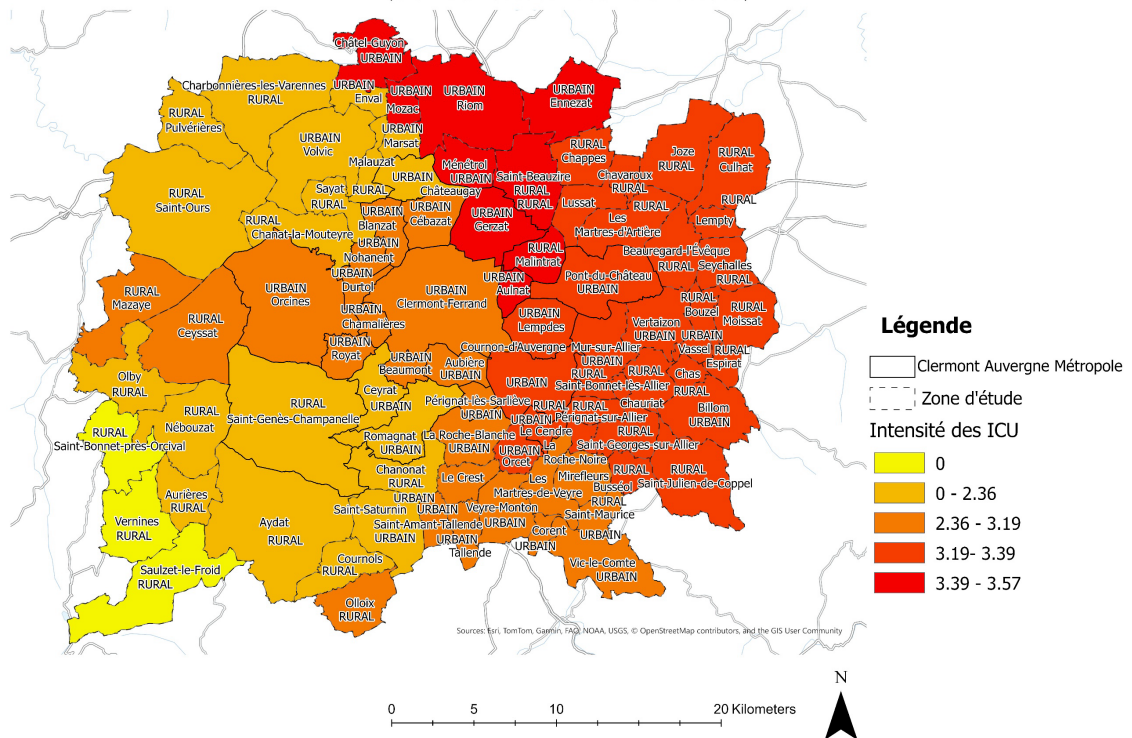 Châtel-Guyon
URBAIN
Charbonnières-les-Varennes
RURAL
URBAIN
Enval
URBAIN
Mozac
URBAIN
Riom
URBAIN
Ennezat
RURAL
Pulvérières
URBAIN
Volvic
URBAIN
Marsat
RURAL
Chappes
Joze
RURAL
RURAL
Culhat
Malauzat
RURAL
URBAIN
Châteaugay
Ménétrol
URBAIN
Saint-Beauzire
RURAL
RURAL
Chavaroux
RURAL
RURAL
Saint-Ours
Sayat
RURAL
Lussat
RURAL
RURAL
Les
Martres-d'Artière
Lempty
RURAL
Chanat-la-Mouteyre
URBAIN
Blanzat
URBAIN
Cébazat
URBAIN
Gerzat
URBAIN
Nohanent
RURAL
Malintrat
Beauregard-l'Évêque
RURAL
Seychalles
RURAL
URBAIN
Durtol
URBAIN
Aulnat
Pont-du-Château
URBAIN
RURAL
Mazaye
URBAIN
Orcines
URBAIN
Clermont-Ferrand
RURAL
Bouzel
RURAL
Moissat
RURAL
Ceyssat
URBAIN
Chamalières
URBAIN
Lempdes
Vertaizon
URBAIN
URBAIN
Vassel
RURAL
Espirat
URBAIN
Royat
Cournon-d'Auvergne
URBAIN
Mur-sur-Allier
URBAIN
RURAL
Saint-Bonnet-lès-Allier
RURAL
Chas
RURAL
Olby
RURAL
URBAIN
Beaumont
Aubière
URBAIN
Ceyrat
URBAIN
Pérignat-lès-Sarliève
URBAIN
RURAL
Saint-Genès-Champanelle
RURAL
RURAL
Pérignat-sur-Allier
Chauriat
RURAL
Billom
URBAIN
RURAL
Nébouzat
URBAIN
Le Cendre
RURAL
Saint-Bonnet-près-Orcival
Romagnat
URBAIN
La Roche-Blanche
URBAIN
URBAIN
Orcet
La
Roche-Noire
RURAL
Saint-Georges-sur-Allier
Chanonat
RURAL
Le Crest
Les
Martres-de-Veyre
Mirefleurs
RURAL
Busséol
RURAL
RURAL
Saint-Julien-de-Coppel
Aurières
RURAL
URBAIN
Saint-Saturnin
URBAIN
Veyre-Monton
URBAIN
Saint-Maurice
URBAIN
Vernines
RURAL
Aydat
RURAL
Saint-Amant-Tallende
URBAIN
URBAIN
Tallende
Corent
URBAIN
Saulzet-le-Froid
RURAL
Cournols
RURAL
Vic-le-Comte
URBAIN
Olloix
RURAL
Sources: Esri, TomTom, Garmin, FAO, NOAA, USGS, © OpenStreetMap contributors, and the GIS User Community
Légende
Clermont Auvergne Métropole
Zone d'étude
Intensité des ICU
0
0 - 2.36
2.36 - 3.19
3.19- 3.39
3.39 - 3.57
0 5 10 20 Kilometers
N